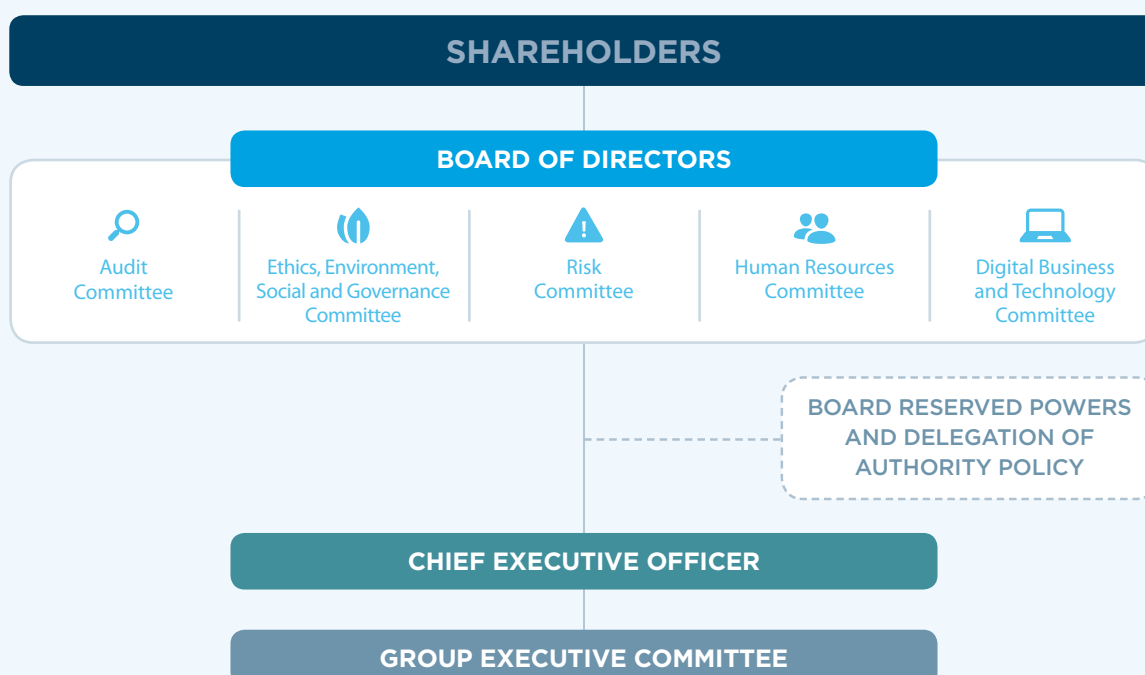 SHAREHOLDERS
BOARD OF DIRECTORS
Audit
Committee
Ethics, Environment,
Social and Governance
Committee
Risk
Committee
Human Resources
Committee
Digital Business
and Technology
Committee
BOARD RESERVED POWERS
AND DELEGATION OF
AUTHORITY POLICY
CHIEF EXECUTIVE OFFICER
GROUP EXECUTIVE COMMITTEE